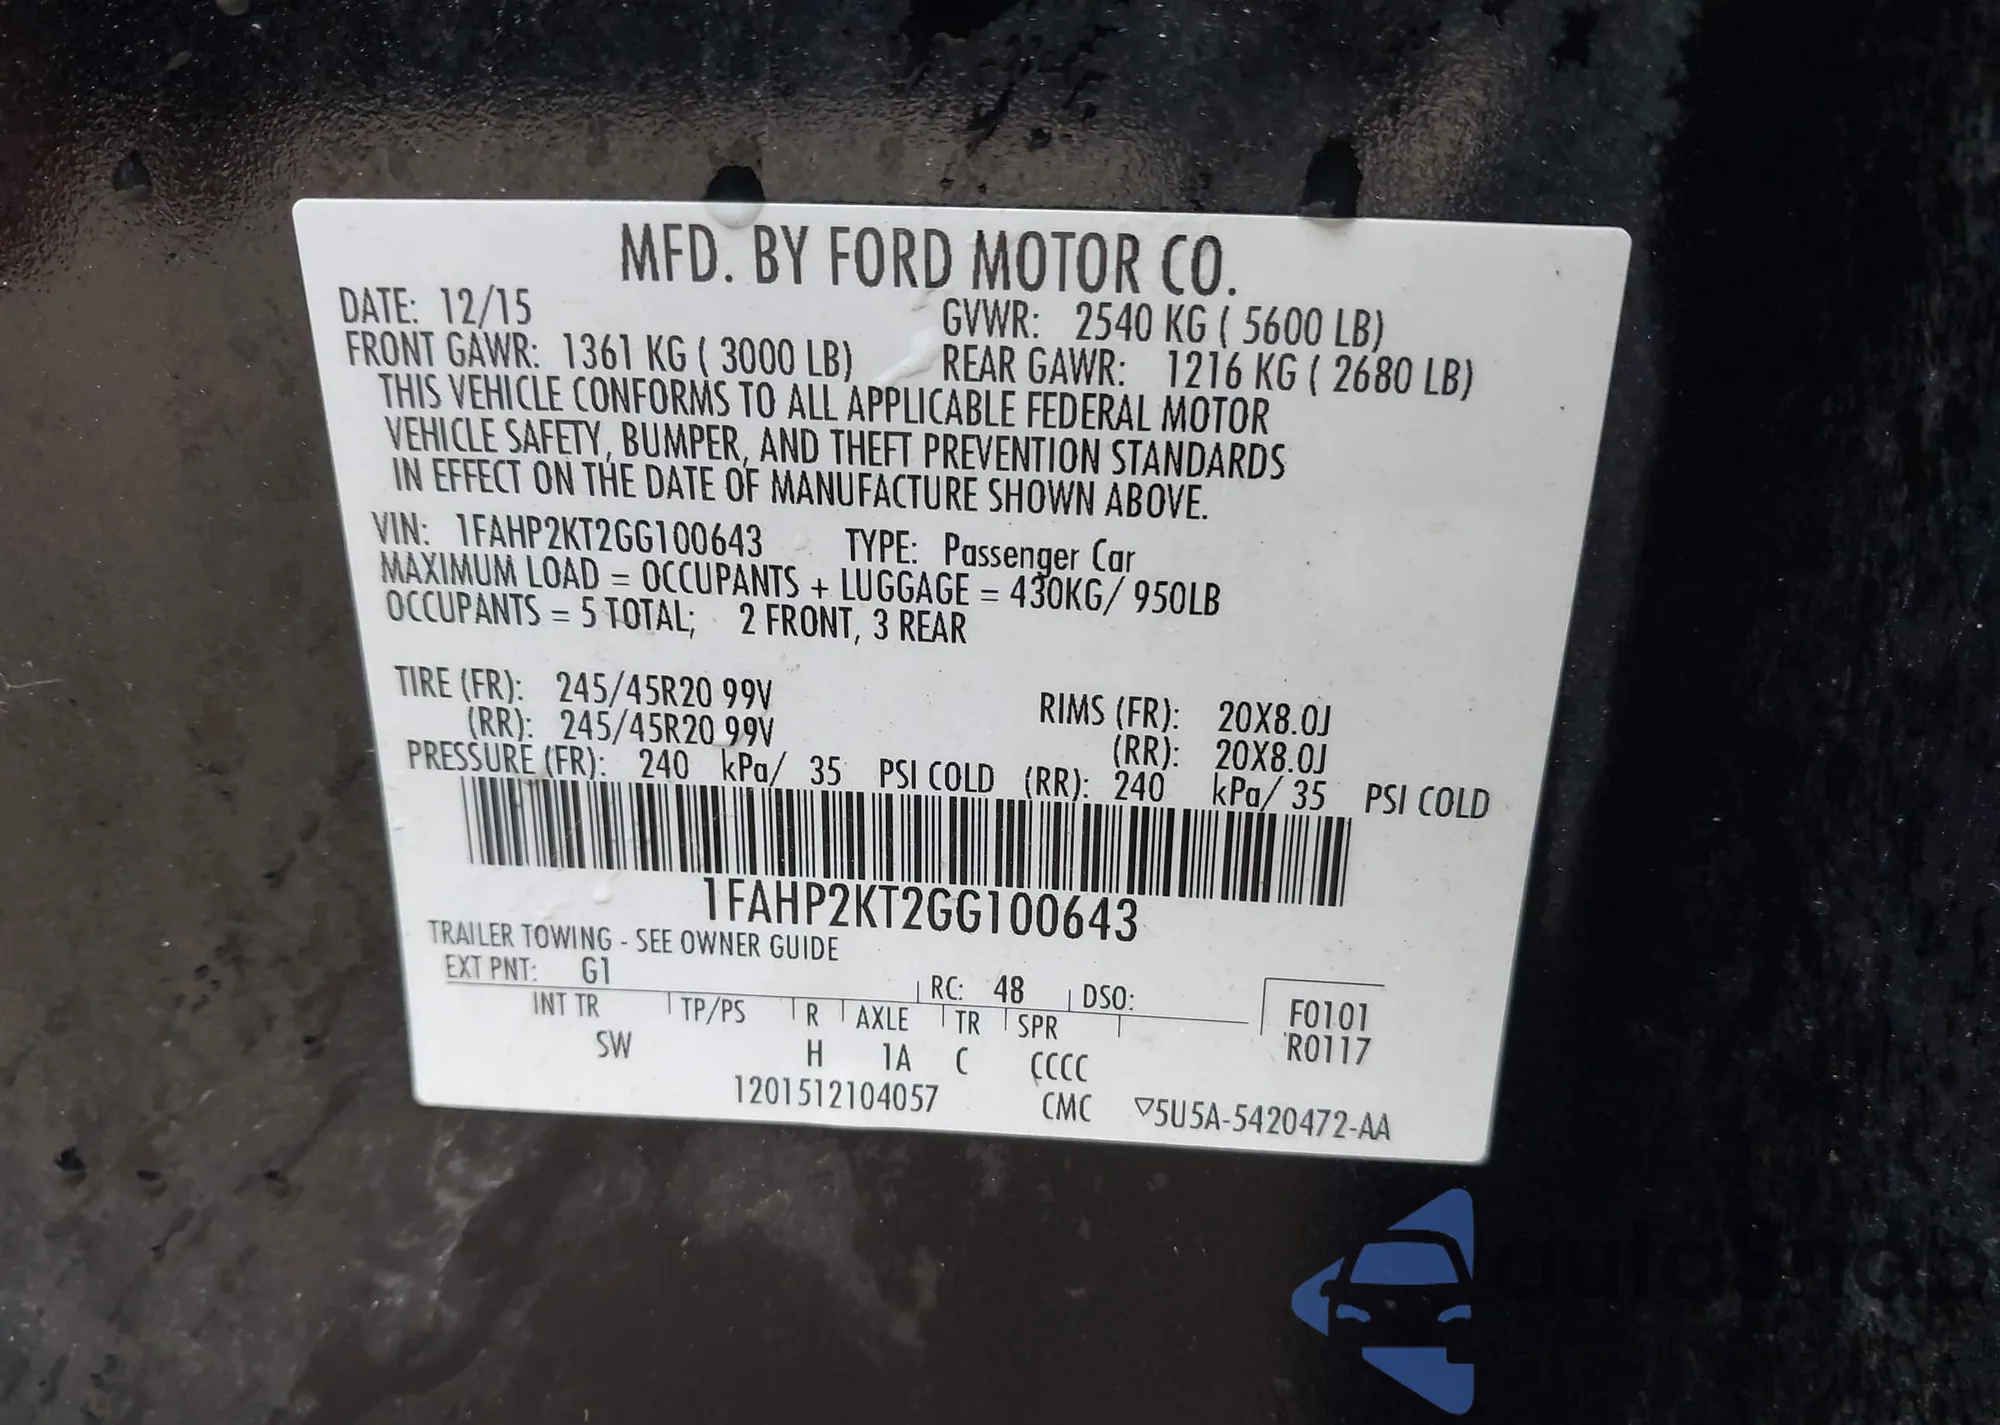 MFD. BY FORD MOTOR CO.
DATE: 12/15 GVWR: 2540 KG ( 5600 LB)
FRONT GAWR: 1361 KG ( 3000 LB) REAR GAWR: 1216 KG ( 2680 LB)
THIS VEHICLE CONFORMS TO ALL APPLICABLE FEDERAL MOTOR
VEHICLE SAFETY, BUMPER, AND THEFT PREVENTION STANDARDS
IN EFFECT ON THE DATE OF MANUFACTURE SHOWN ABOVE.
VIN: 1FAHP2KT2GG100643 TYPE: Passenger Car
MAXIMUM LOAD = OCCUPANTS + LUGGAGE = 430KG/ 950LB
OCCUPANTS = 5 TOTAL; 2 FRONT, 3 REAR
TIRE (FR): 245/45R20 99V RIMS (FR): 20X8.0J
(RR): 245/45R20 99V (RR): 20X8.0J
PRESSURE (FR): 240 kPa/ 35 PSI COLD (RR): 240 kPa/ 35 PSI COLD
1FAHP2KT2GG100643
TRAILER TOWING - SEE OWNER GUIDE
EXT PNT: G1 RC: 48 DSO: F0101
INT TR TP/PS R AXLE TR SPR R0117
SW H 1A C CCCC
1201512104057 CMC ▽5U5A-5420472-AA
autosnap